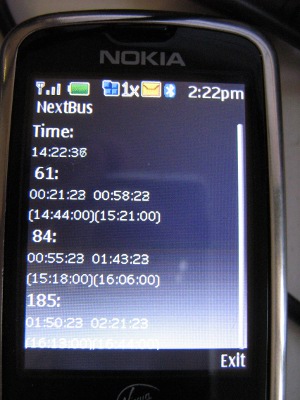 NOKIA
1x 2:22pm
NextBus
Time:
14:22:36
61:
00:21:23 00:58:23
(14:44:00)(15:21:00)
84:
00:55:23 01:43:23
(15:18:00)(16:06:00)
185:
01:50:23 02:21:23
Exit